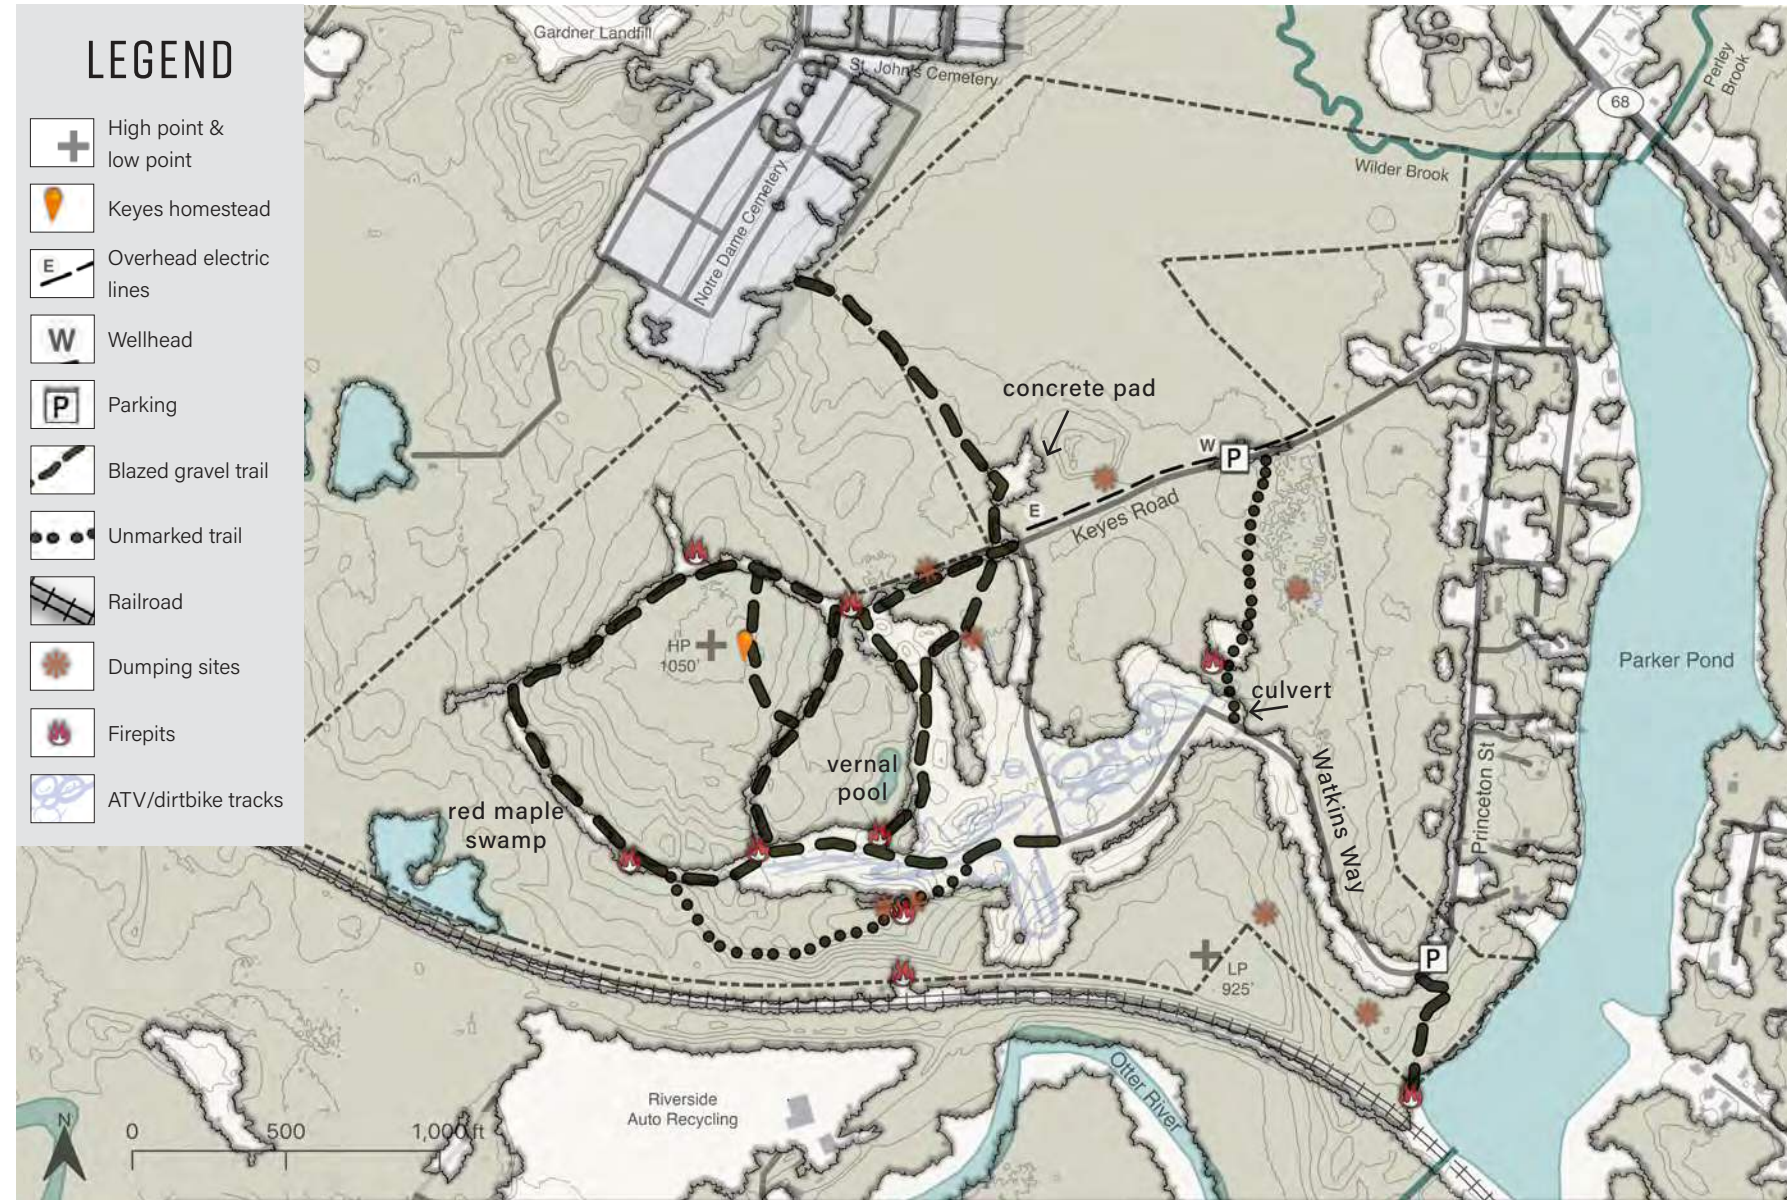 LEGEND
High point &
low point
Keyes homestead
E
Overhead electric
lines
W
Wellhead
P
Parking
Blazed gravel trail
Unmarked trail
Railroad
Dumping sites
Firepits
ATV/dirtbike tracks
Gardner Landfill
St. John's Cemetery
Notre Dame Cemetery
68
Perley
Brook
Wilder Brook
concrete pad
W
P
E
Keyes Road
HP
1050'
culvert
Parker Pond
vernal
pool
red maple
swamp
Watkins Way
Princeton St
P
LP
925'
Otter River
Riverside
Auto Recycling
N
0
500
1,000 ft